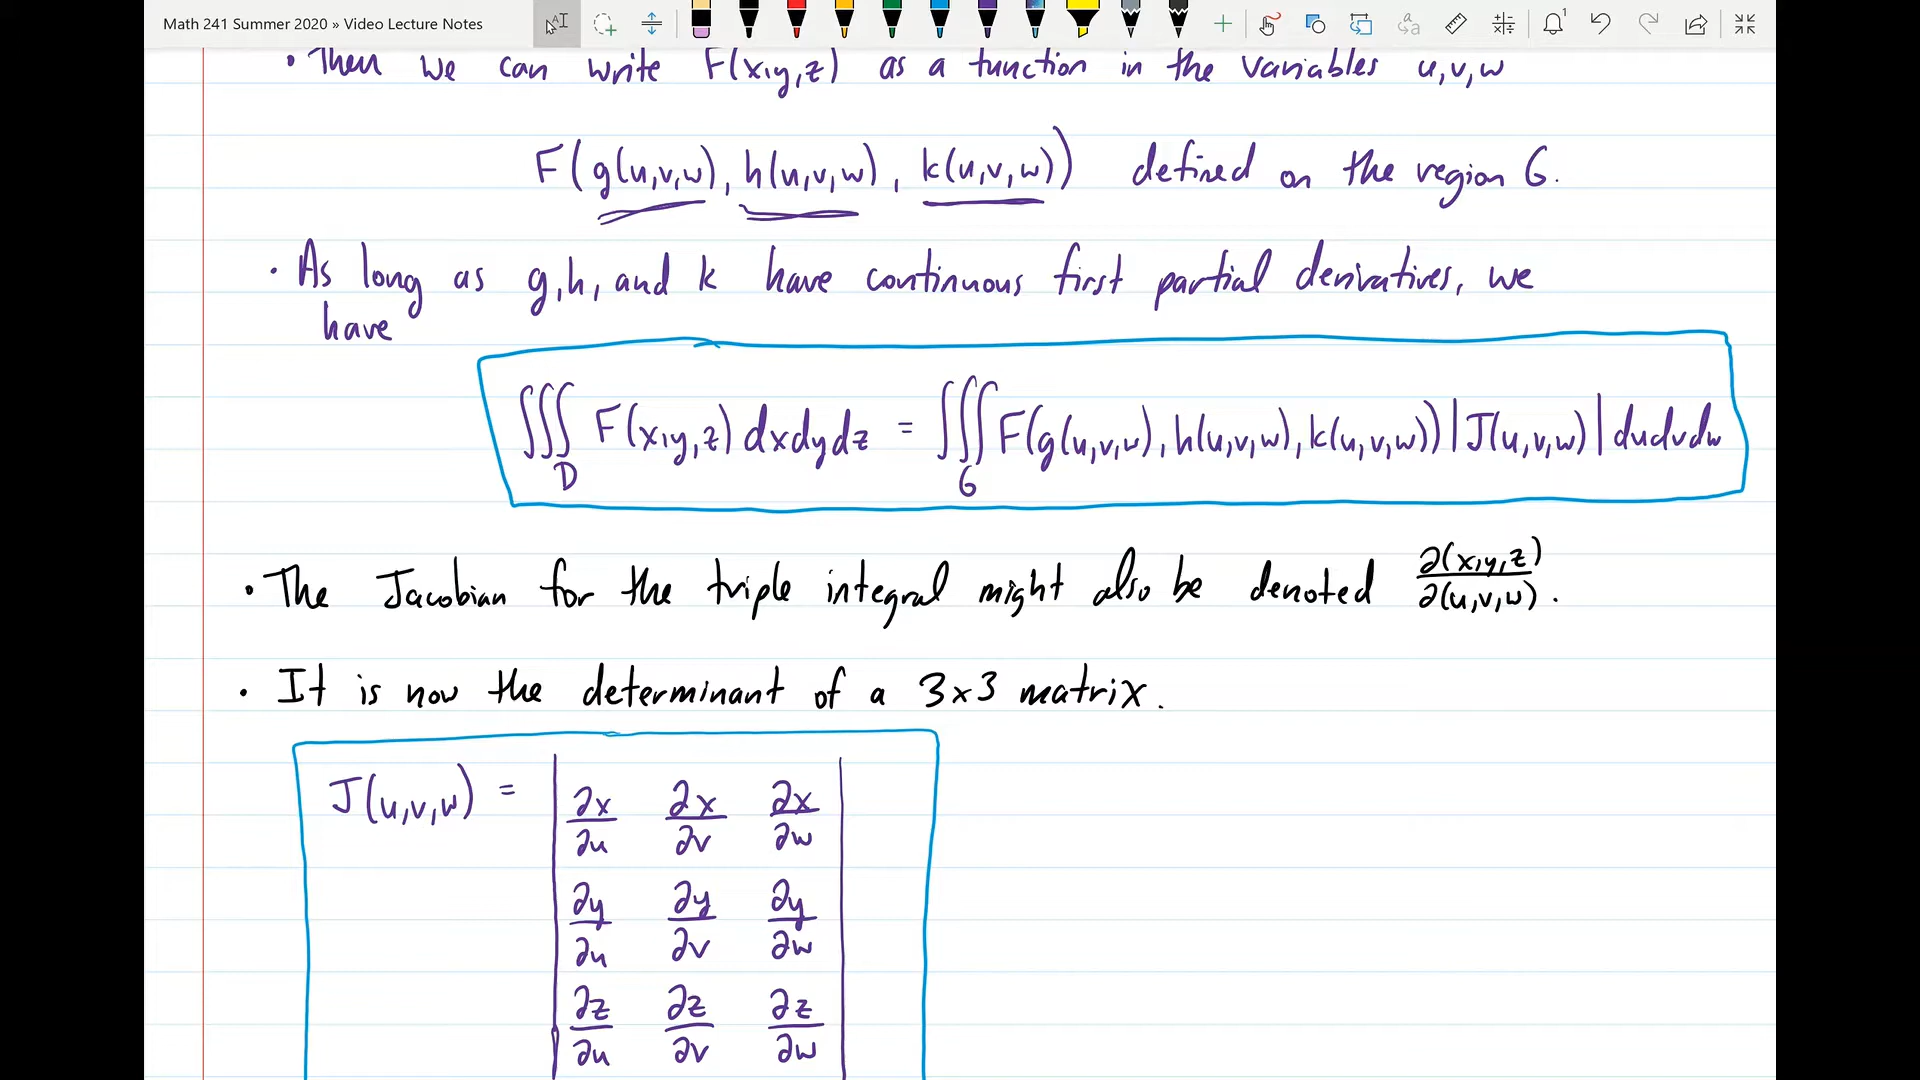 Math 241 Summer 2020 » Video Lecture Notes
• Then we can write F(x,y,z) as a function in the variables u,v,w
F(g(u,v,w), h(u,v,w), k(u,v,w)) defined on the region G.
• As long as g,h, and k have continuous first partial derivatives, we
have
∭_D F(x,y,z) dxdydz = ∭_G F(g(u,v,w), h(u,v,w), k(u,v,w)) |J(u,v,w)| dudvdw
• The Jacobian for the triple integral might also be denoted ∂(x,y,z)/∂(u,v,w).
• It is now the determinant of a 3×3 matrix.
J(u,v,w) = | ∂x/∂u ∂x/∂v ∂x/∂w |
| ∂y/∂u ∂y/∂v ∂y/∂w |
| ∂z/∂u ∂z/∂v ∂z/∂w |